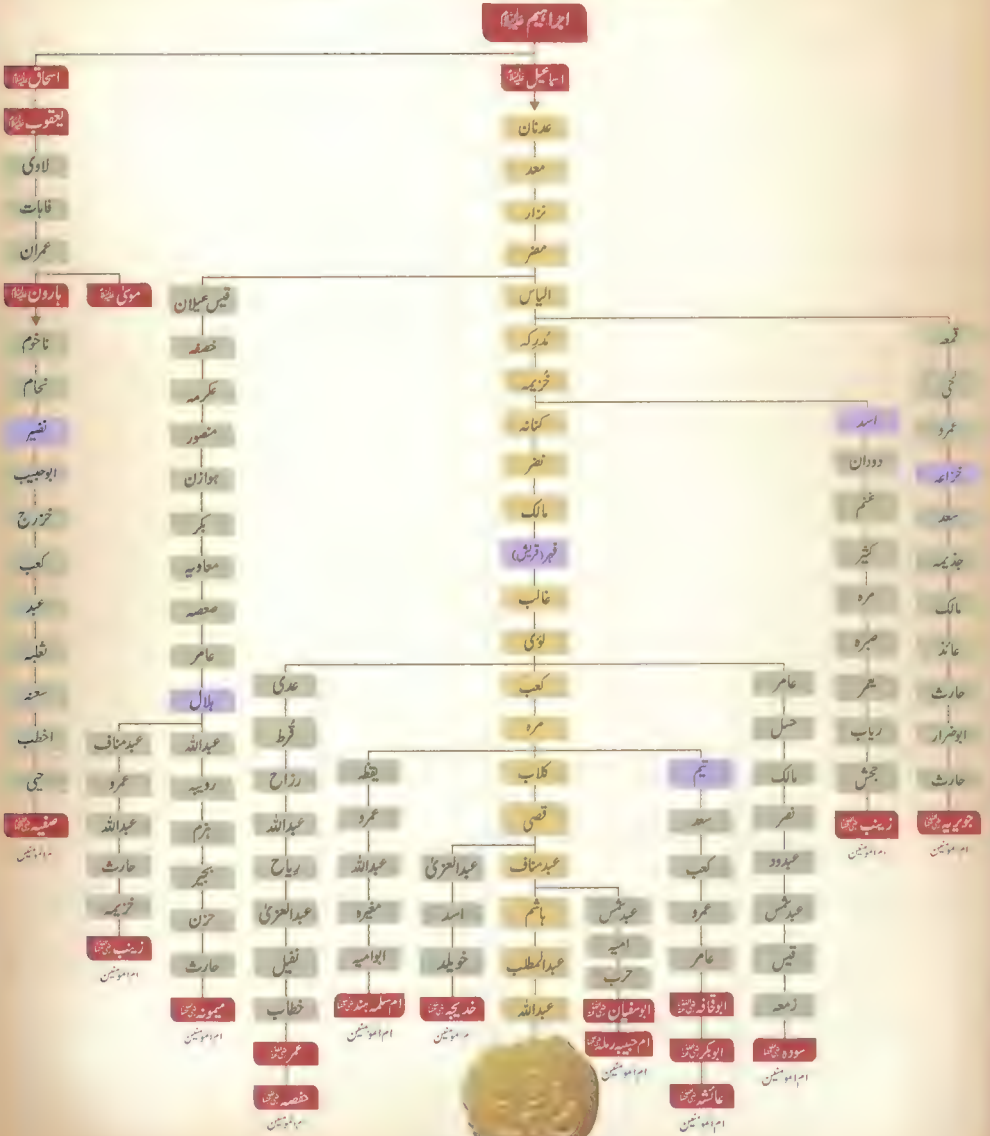 ابراہیم علیہ السلام
اسماعیل علیہ السلام
عدنان
معد
نزار
مضر
الیاس
مُدرکہ
خُزیمہ
کنانہ
نضر
مالک
فہر (قریش)
غالب
لؤی
کعب
مرہ
کلاب
قصی
عبدمناف
ہاشم
عبدالمطلب
عبداللہ
اسحاق علیہ السلام
یعقوب علیہ السلام
لاوی
قاہات
عمران
ہارون علیہ السلام
موسیٰ علیہ السلام
ناخوم
نحام
نضیر
ابوحبیب
خزرج
کعب
عبد
ثعلبہ
سعنہ
اخطب
حیی
صفیہ رضی اللہ عنہا
قیس عیلان
خصفہ
عکرمہ
منصور
ہوازن
بکر
معاویہ
صعصہ
عامر
ہلال
عبدمناف
عمرو
عبداللہ
حارث
خزیمہ
زینب رضی اللہ عنہا
ام المومنین
عبداللہ
رویبہ
ہزم
بجیر
حزن
حارث
میمونہ رضی اللہ عنہا
ام المومنین
عدی
قُرط
رزاح
عبداللہ
ریاح
عبدالعزیٰ
نفیل
خطاب
عمر رضی اللہ عنہ
حفصہ رضی اللہ عنہا
ام المومنین
یقظہ
عمرو
عبداللہ
مغیرہ
ابوامیہ
ام سلمہ ہند رضی اللہ عنہا
ام المومنین
عبدالعزیٰ
اسد
خویلد
خدیجہ رضی اللہ عنہا
ام المومنین
عبدشمس
امیہ
حرب
ابوسفیان رضی اللہ عنہ
ام حبیبہ رملہ رضی اللہ عنہا
ام المومنین
تیم
سعد
کعب
عمرو
عامر
ابوقحافہ رضی اللہ عنہ
ابوبکر رضی اللہ عنہ
عائشہ رضی اللہ عنہا
ام المومنین
عامر
حسل
مالک
نصر
عبدود
عبدشمس
قیس
زمعہ
سودہ رضی اللہ عنہا
ام المومنین
اسد
دودان
غنم
کثیر
مرہ
صبرہ
یعمر
ریاب
جحش
زینب رضی اللہ عنہا
ام المومنین
قمعہ
لحی
عمرو
خزاعہ
سعد
جذیمہ
مالک
عائذ
حارث
ابوضرار
حارث
جویریہ رضی اللہ عنہا
ام المومنین